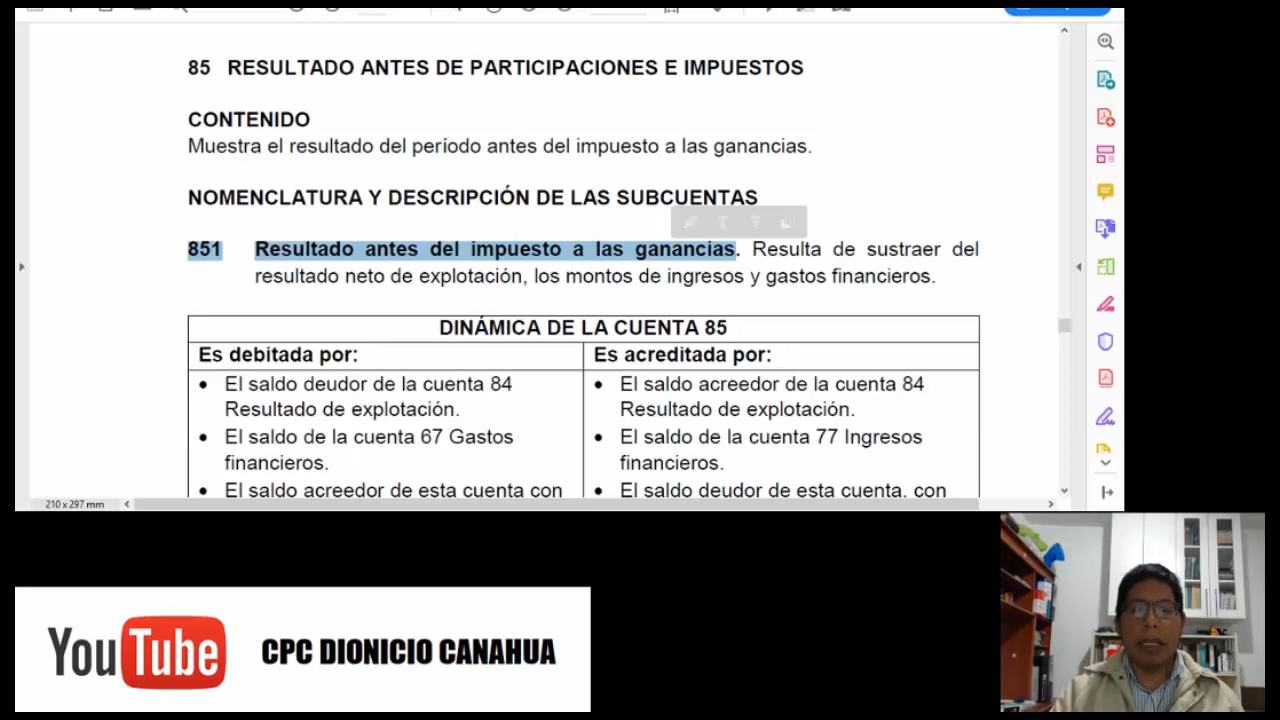 85 RESULTADO ANTES DE PARTICIPACIONES E IMPUESTOS
CONTENIDO
Muestra el resultado del período antes del impuesto a las ganancias.
NOMENCLATURA Y DESCRIPCIÓN DE LAS SUBCUENTAS
851 Resultado antes del impuesto a las ganancias. Resulta de sustraer del
resultado neto de explotación, los montos de ingresos y gastos financieros.
DINÁMICA DE LA CUENTA 85
Es debitada por:
• El saldo deudor de la cuenta 84
Resultado de explotación.
• El saldo de la cuenta 67 Gastos
financieros.
• El saldo acreedor de esta cuenta con
Es acreditada por:
• El saldo acreedor de la cuenta 84
Resultado de explotación.
• El saldo de la cuenta 77 Ingresos
financieros.
• El saldo deudor de esta cuenta, con
210 x 297 mm
YouTube CPC DIONICIO CANAHUA